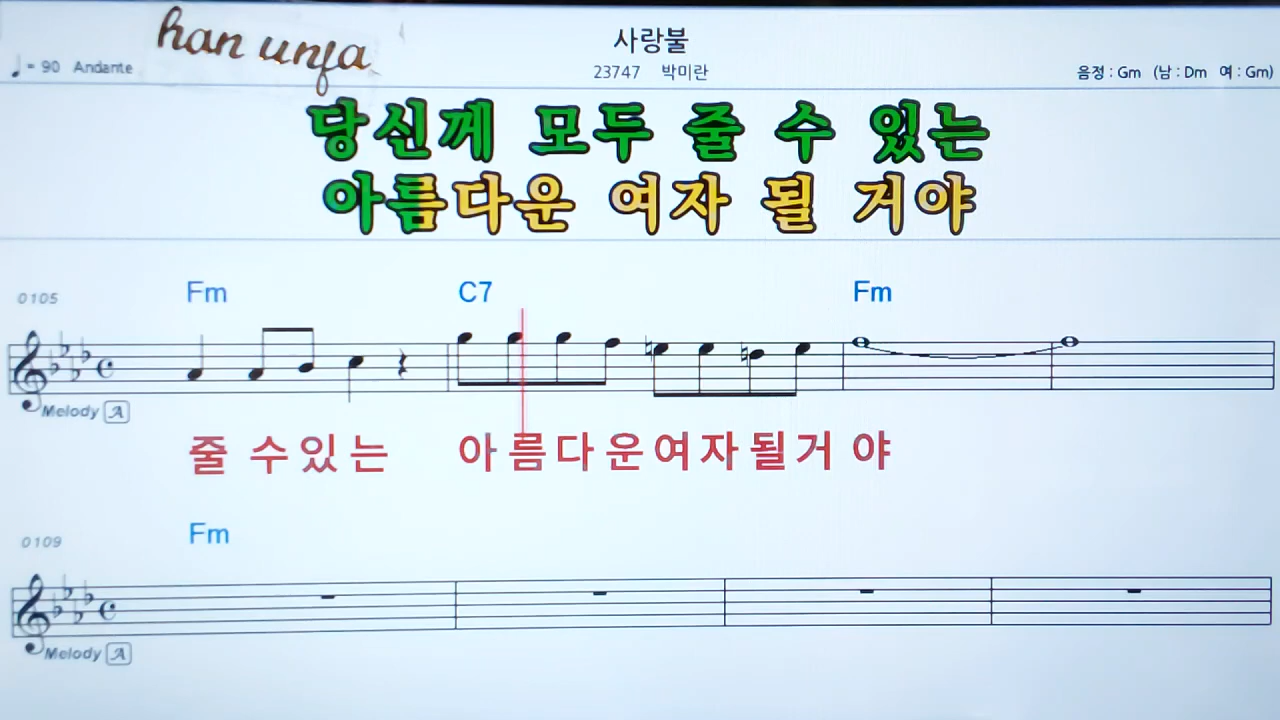 han unfa
♩= 90 Andante
사랑불
23747 박미란
음정 : Gm (남 : Dm 여 : Gm)
당신께 모두 줄 수 있는
아름다운 여자 될 거야
0105 Fm C7 Fm
Melody A
줄 수있는 아름다운여자될거 야
0109 Fm
Melody A